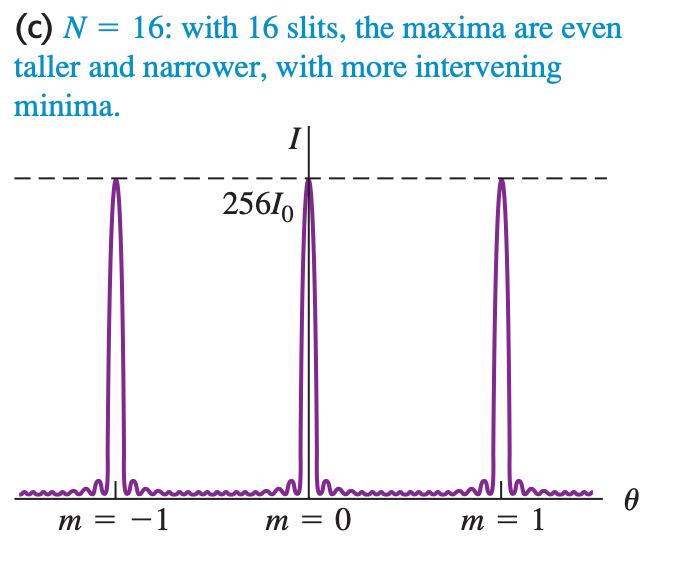 (c) N = 16: with 16 slits, the maxima are even
taller and narrower, with more intervening
minima.
I
256I₀
θ
m = −1
m = 0
m = 1